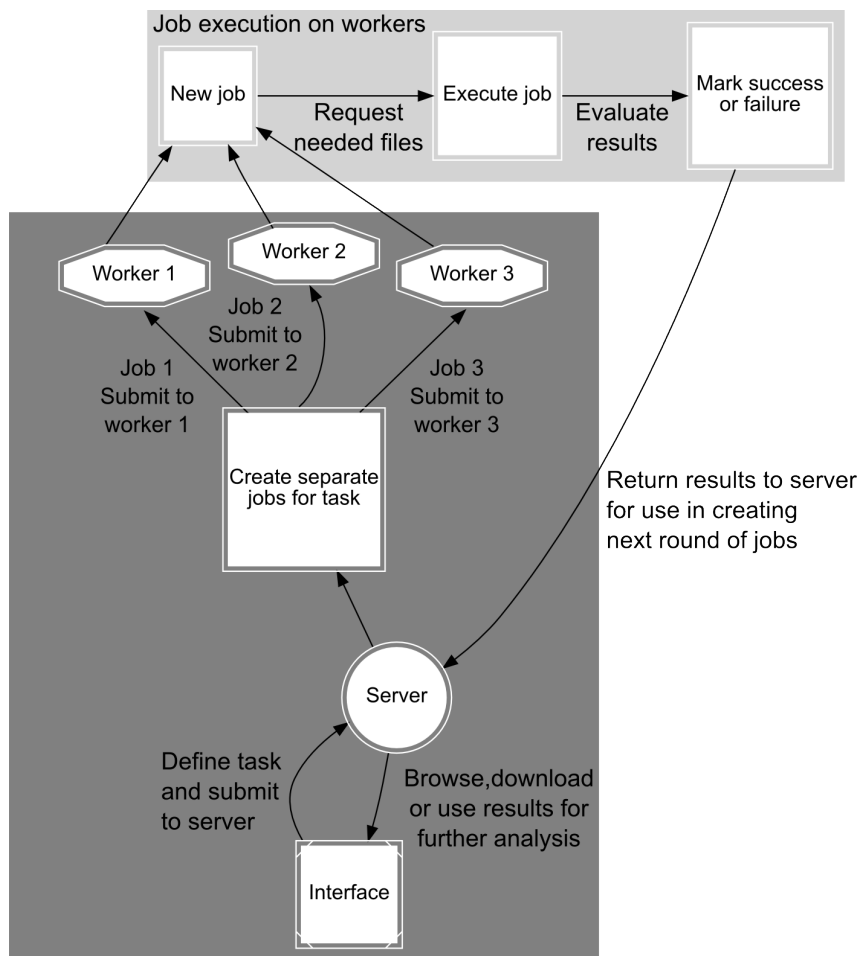 Job execution on workers
New job
Request
needed files
Execute job
Evaluate
results
Mark success
or failure
Worker 1
Worker 2
Worker 3
Job 1
Submit to
worker 1
Job 2
Submit to
worker 2
Job 3
Submit to
worker 3
Create separate
jobs for task
Return results to server
for use in creating
next round of jobs
Server
Define task
and submit
to server
Browse,download
or use results for
further analysis
Interface